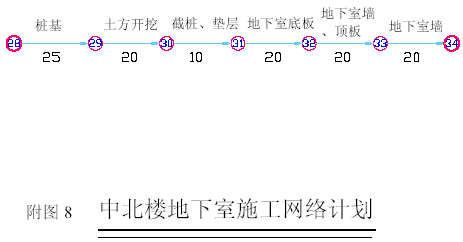 桩基 土方开挖 截桩、垫层 地下室底板 地下室墙、顶板 地下室墙
28 29 30 31 32 33 34
25 20 10 20 20 20
附图 8 中北楼地下室施工网络计划